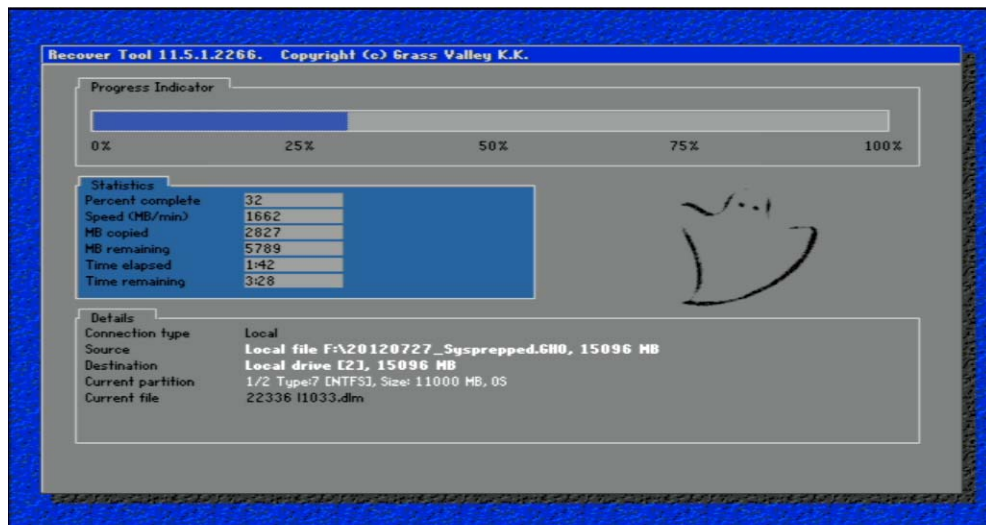 Recover Tool 11.5.1.2266. Copyright (c) Grass Valley K.K.
Progress Indicator
0% 25% 50% 75% 100%
Statistics
Percent complete 32
Speed (MB/min) 1662
MB copied 2827
MB remaining 5789
Time elapsed 1:42
Time remaining 3:28
Details
Connection type Local
Source Local file F:\20120727_Sysprepped.GHO, 15096 MB
Destination Local drive [2], 15096 MB
Current partition 1/2 Type:7 [NTFS], Size: 11000 MB, OS
Current file 22336 l1033.dlm